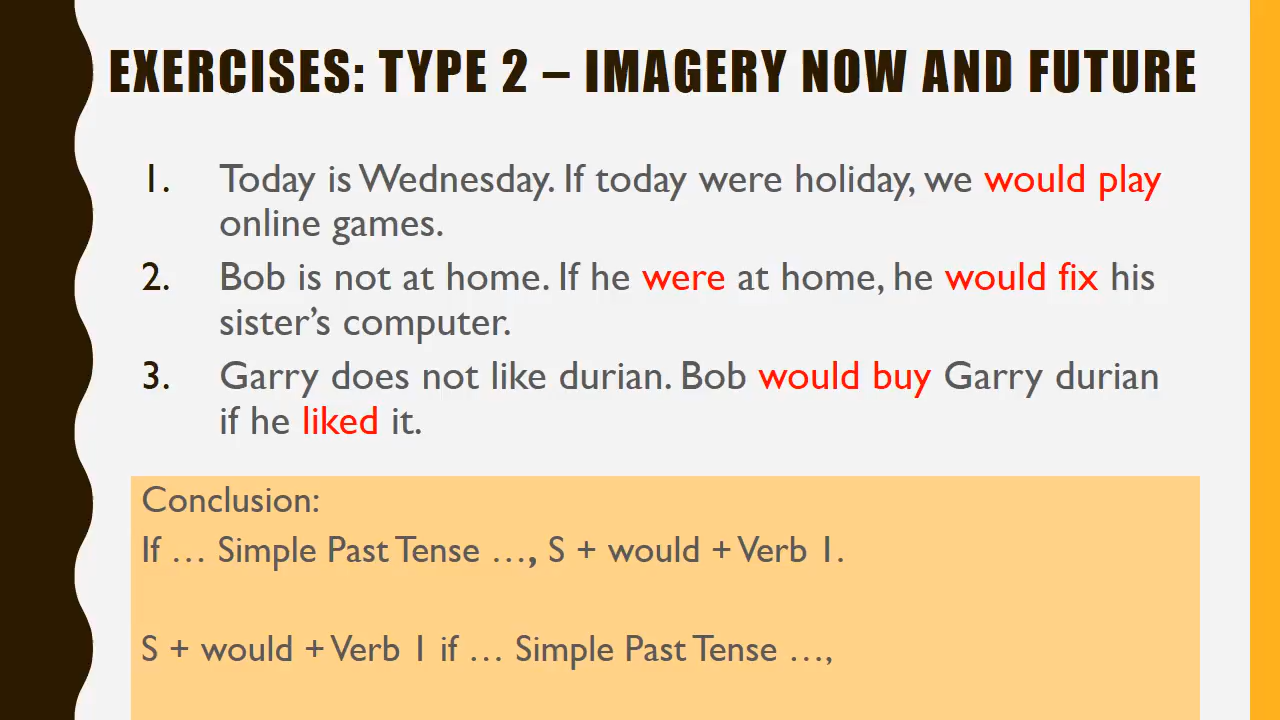 EXERCISES: TYPE 2 – IMAGERY NOW AND FUTURE
1. Today is Wednesday. If today were holiday, we would play
online games.
2. Bob is not at home. If he were at home, he would fix his
sister’s computer.
3. Garry does not like durian. Bob would buy Garry durian
if he liked it.
Conclusion:
If … Simple Past Tense …, S + would + Verb 1.
S + would + Verb 1 if … Simple Past Tense …,